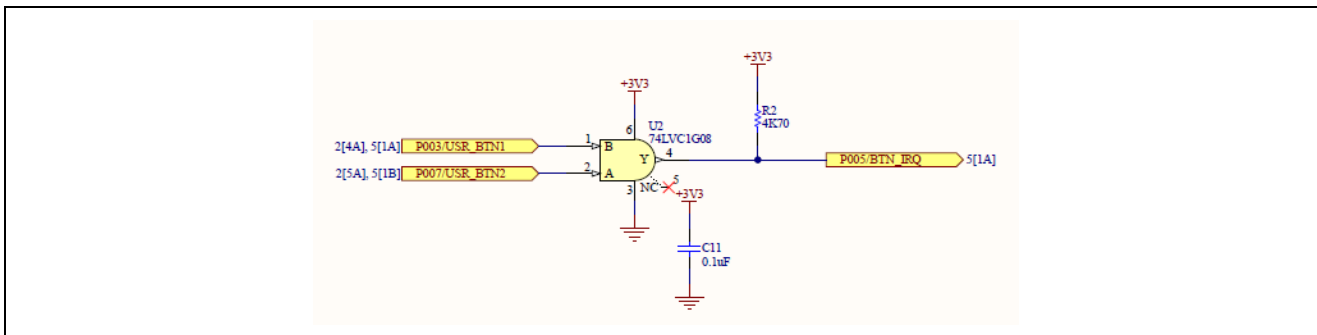 +3V3
+3V3
R2
4K70
U2
74LVC1G08
6
2[4A], 5[1A] P003/USR_BTN1 1 B
Y 4 P005/BTN_IRQ 5[1A]
2[5A], 5[1B] P007/USR_BTN2 2 A
3 NC 5
+3V3
C11
0.1uF